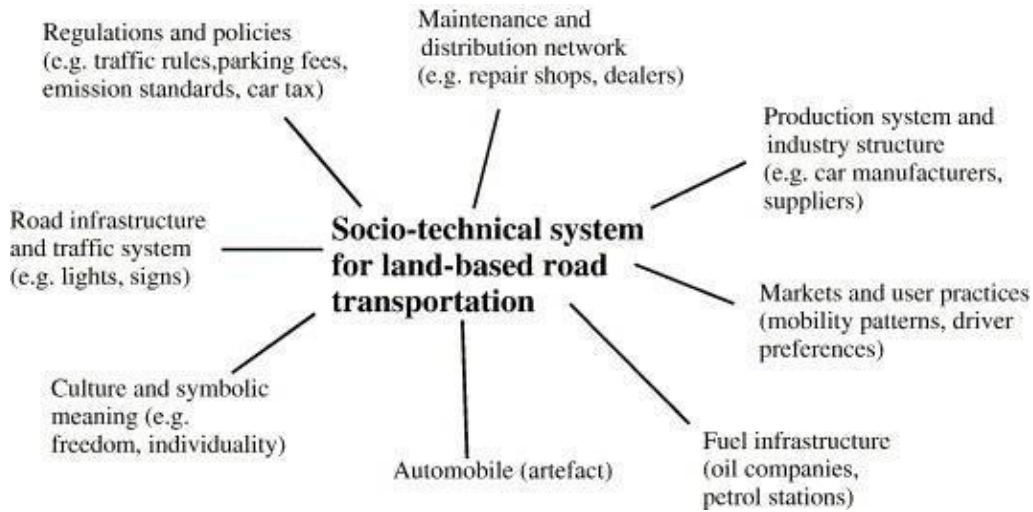 Regulations and policies
(e.g. traffic rules,parking fees,
emission standards, car tax)
Maintenance and
distribution network
(e.g. repair shops, dealers)
Production system and
industry structure
(e.g. car manufacturers,
suppliers)
Road infrastructure
and traffic system
(e.g. lights, signs)
Socio-technical system
for land-based road
transportation
Markets and user practices
(mobility patterns, driver
preferences)
Culture and symbolic
meaning (e.g.
freedom, individuality)
Automobile (artefact)
Fuel infrastructure
(oil companies,
petrol stations)